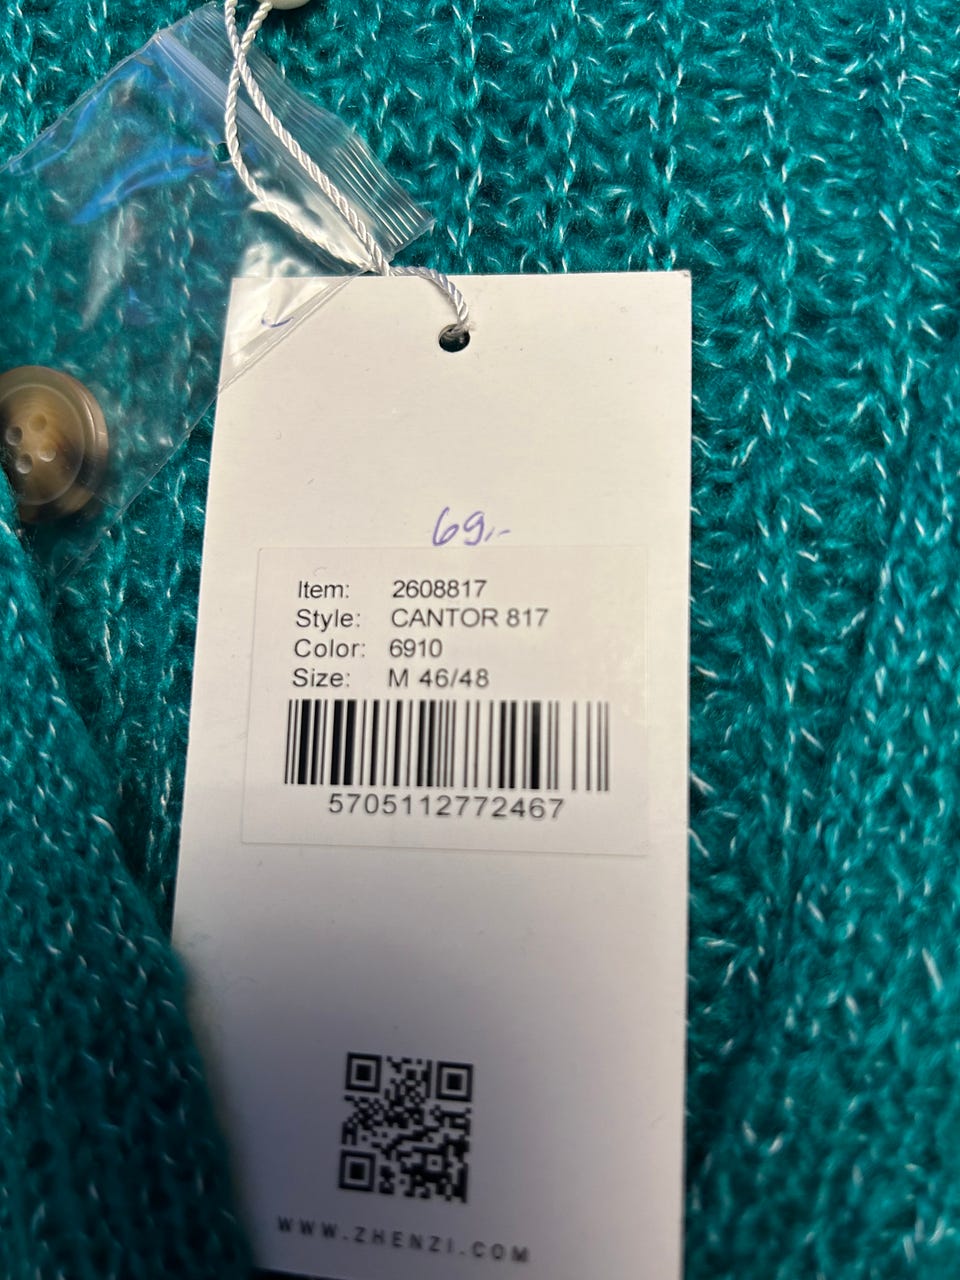 69,-
Item: 2608817
Style: CANTOR 817
Color: 6910
Size: M 46/48
5705112772467
WWW.ZHENZI.COM